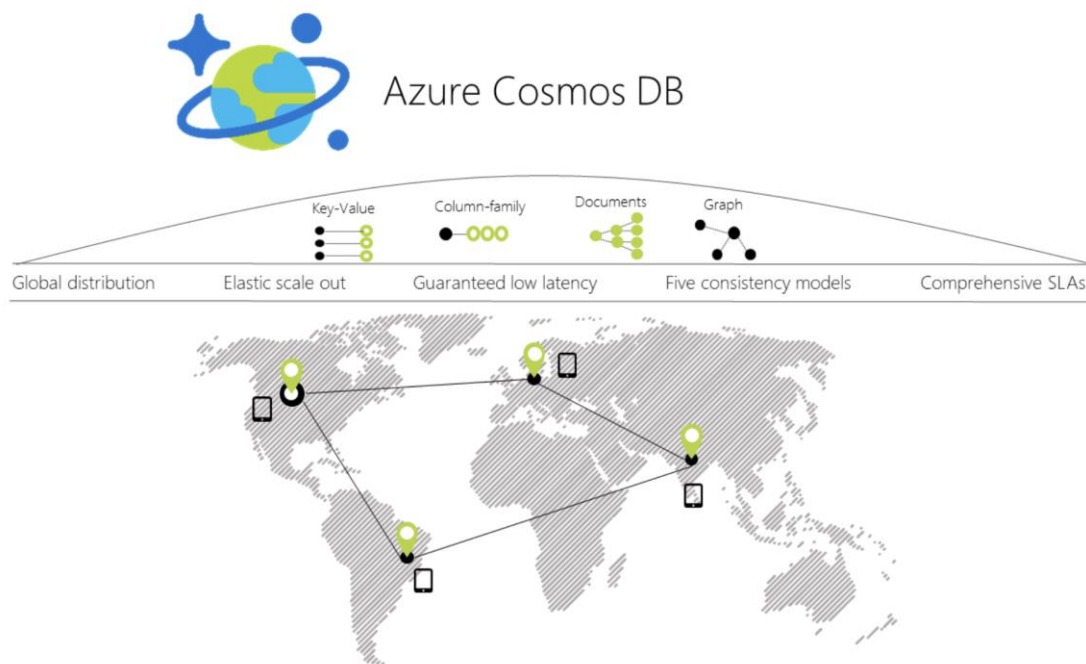 Azure Cosmos DB
Key-Value Column-family Documents Graph
Global distribution Elastic scale out Guaranteed low latency Five consistency models Comprehensive SLAs